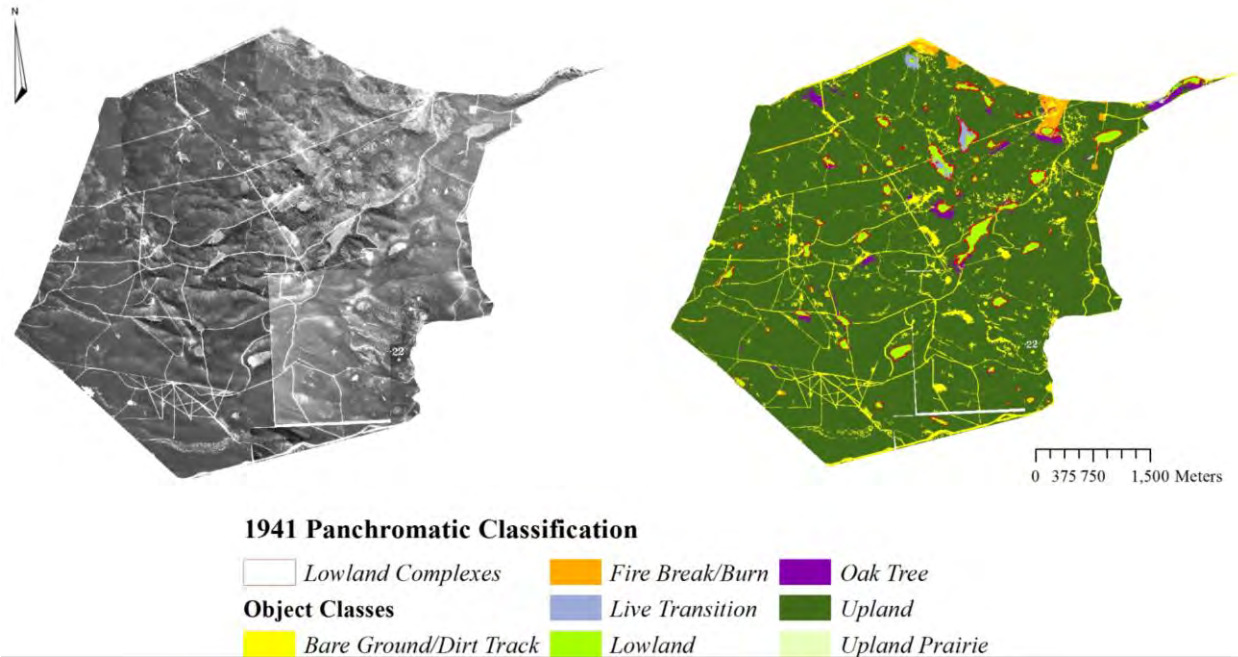 N
22
22
0 375 750 1,500 Meters
1941 Panchromatic Classification
Lowland Complexes
Fire Break/Burn
Oak Tree
Object Classes
Live Transition
Upland
Bare Ground/Dirt Track
Lowland
Upland Prairie